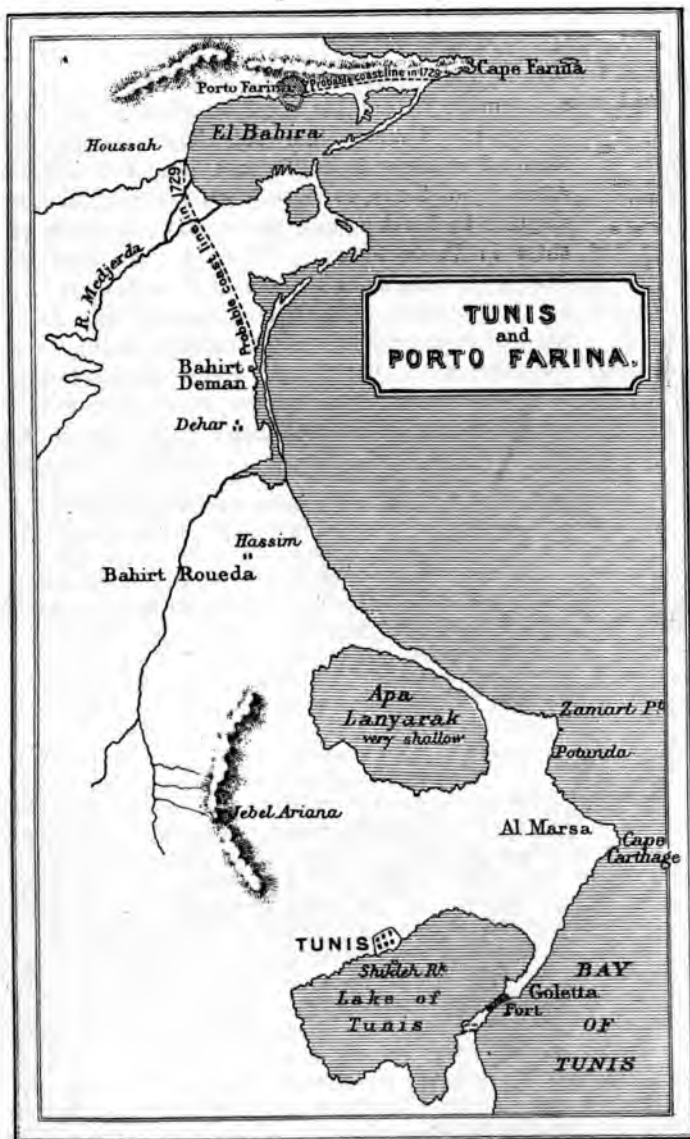 Cape Farina
Porto Farina
Probable coast line in 1729
El Bahira
Houssah
Probable coast line in 1729
R. Medjerda
TUNIS
and
PORTO FARINA.
Bahirt
Deman
Dehar
Hassim
Bahirt Roueda
Apa
Lanyarak
very shallow
Zamart Pt.
Potunda
Jebel Ariana
Al Marsa
Cape
Carthage
TUNIS
Shikleh Rk.
Lake of
Tunis
Goletta
Fort
BAY
OF
TUNIS